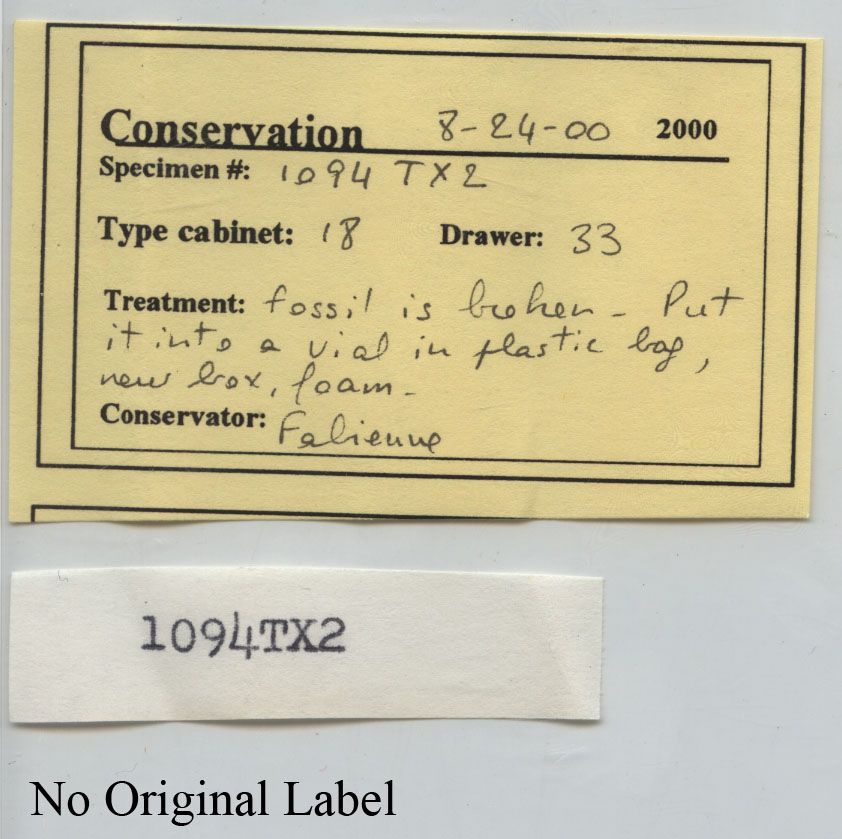 Conservation 8-24-00 2000
Specimen #: 1094 TX2
Type cabinet: 18 Drawer: 33
Treatment: fossil is broken - Put
it into a vial in plastic bag,
new box, foam -
Conservator: Fabienne
1094TX2
No Original Label